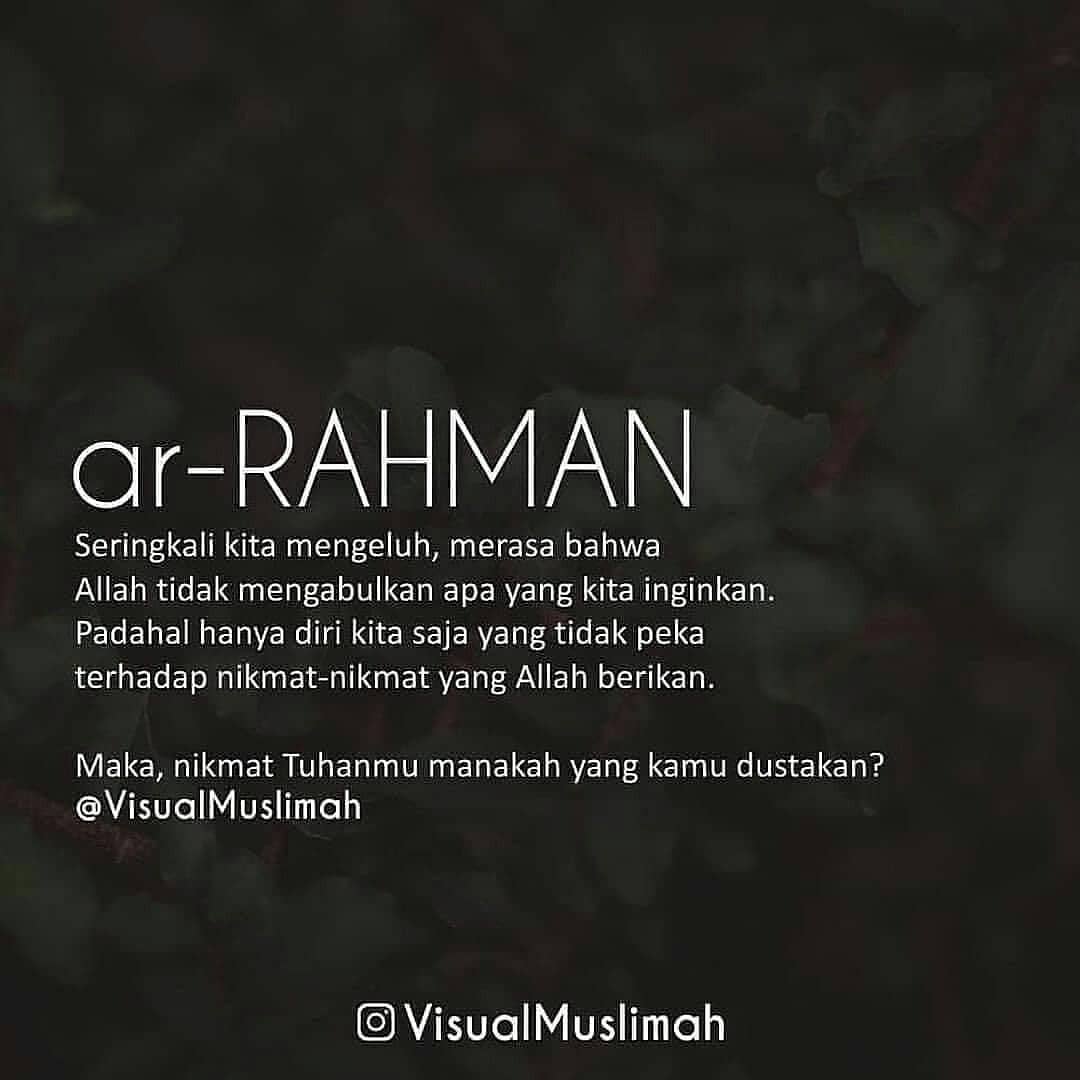 ar-RAHMAN
Seringkali kita mengeluh, merasa bahwa
Allah tidak mengabulkan apa yang kita inginkan.
Padahal hanya diri kita saja yang tidak peka
terhadap nikmat-nikmat yang Allah berikan.
Maka, nikmat Tuhanmu manakah yang kamu dustakan?
@VisualMuslimah
VisualMuslimah